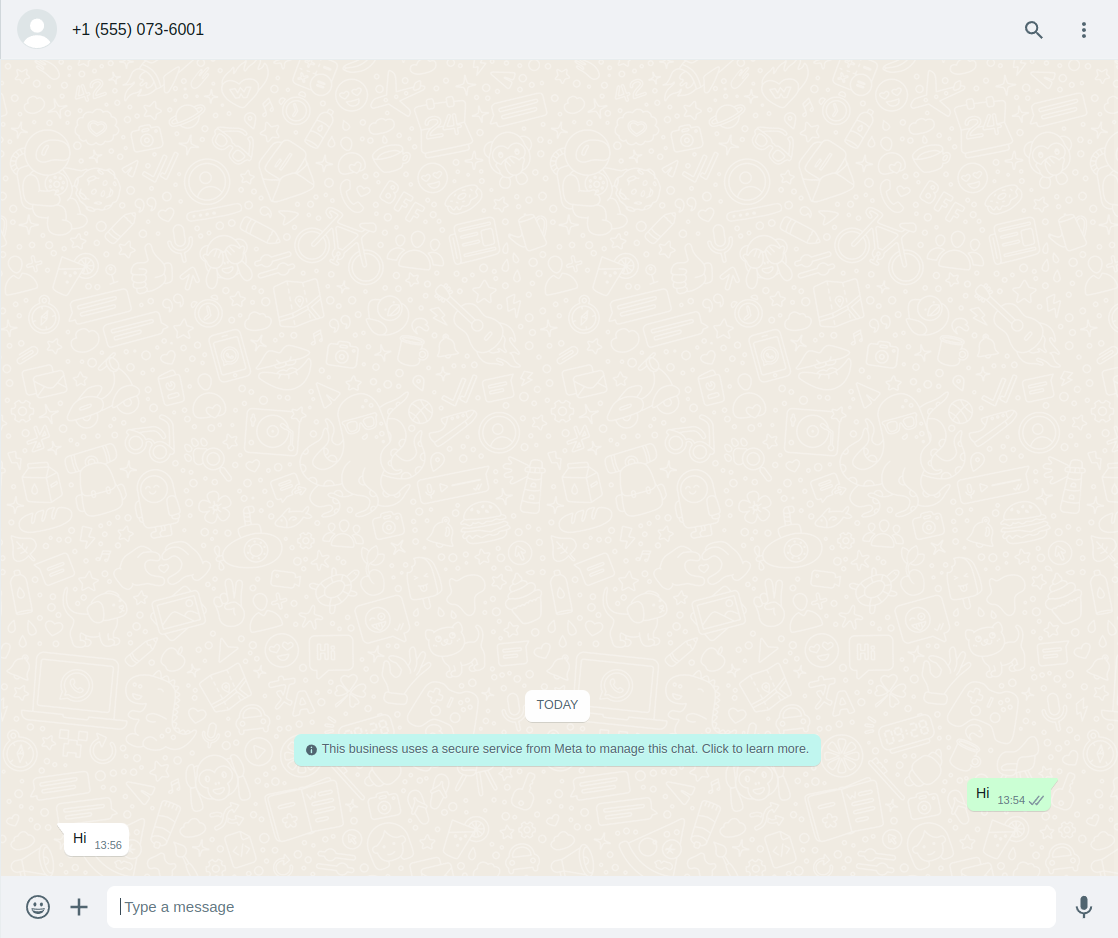 +1 (555) 073-6001
TODAY
This business uses a secure service from Meta to manage this chat. Click to learn more.
Hi 13:54
Hi 13:56
Type a message